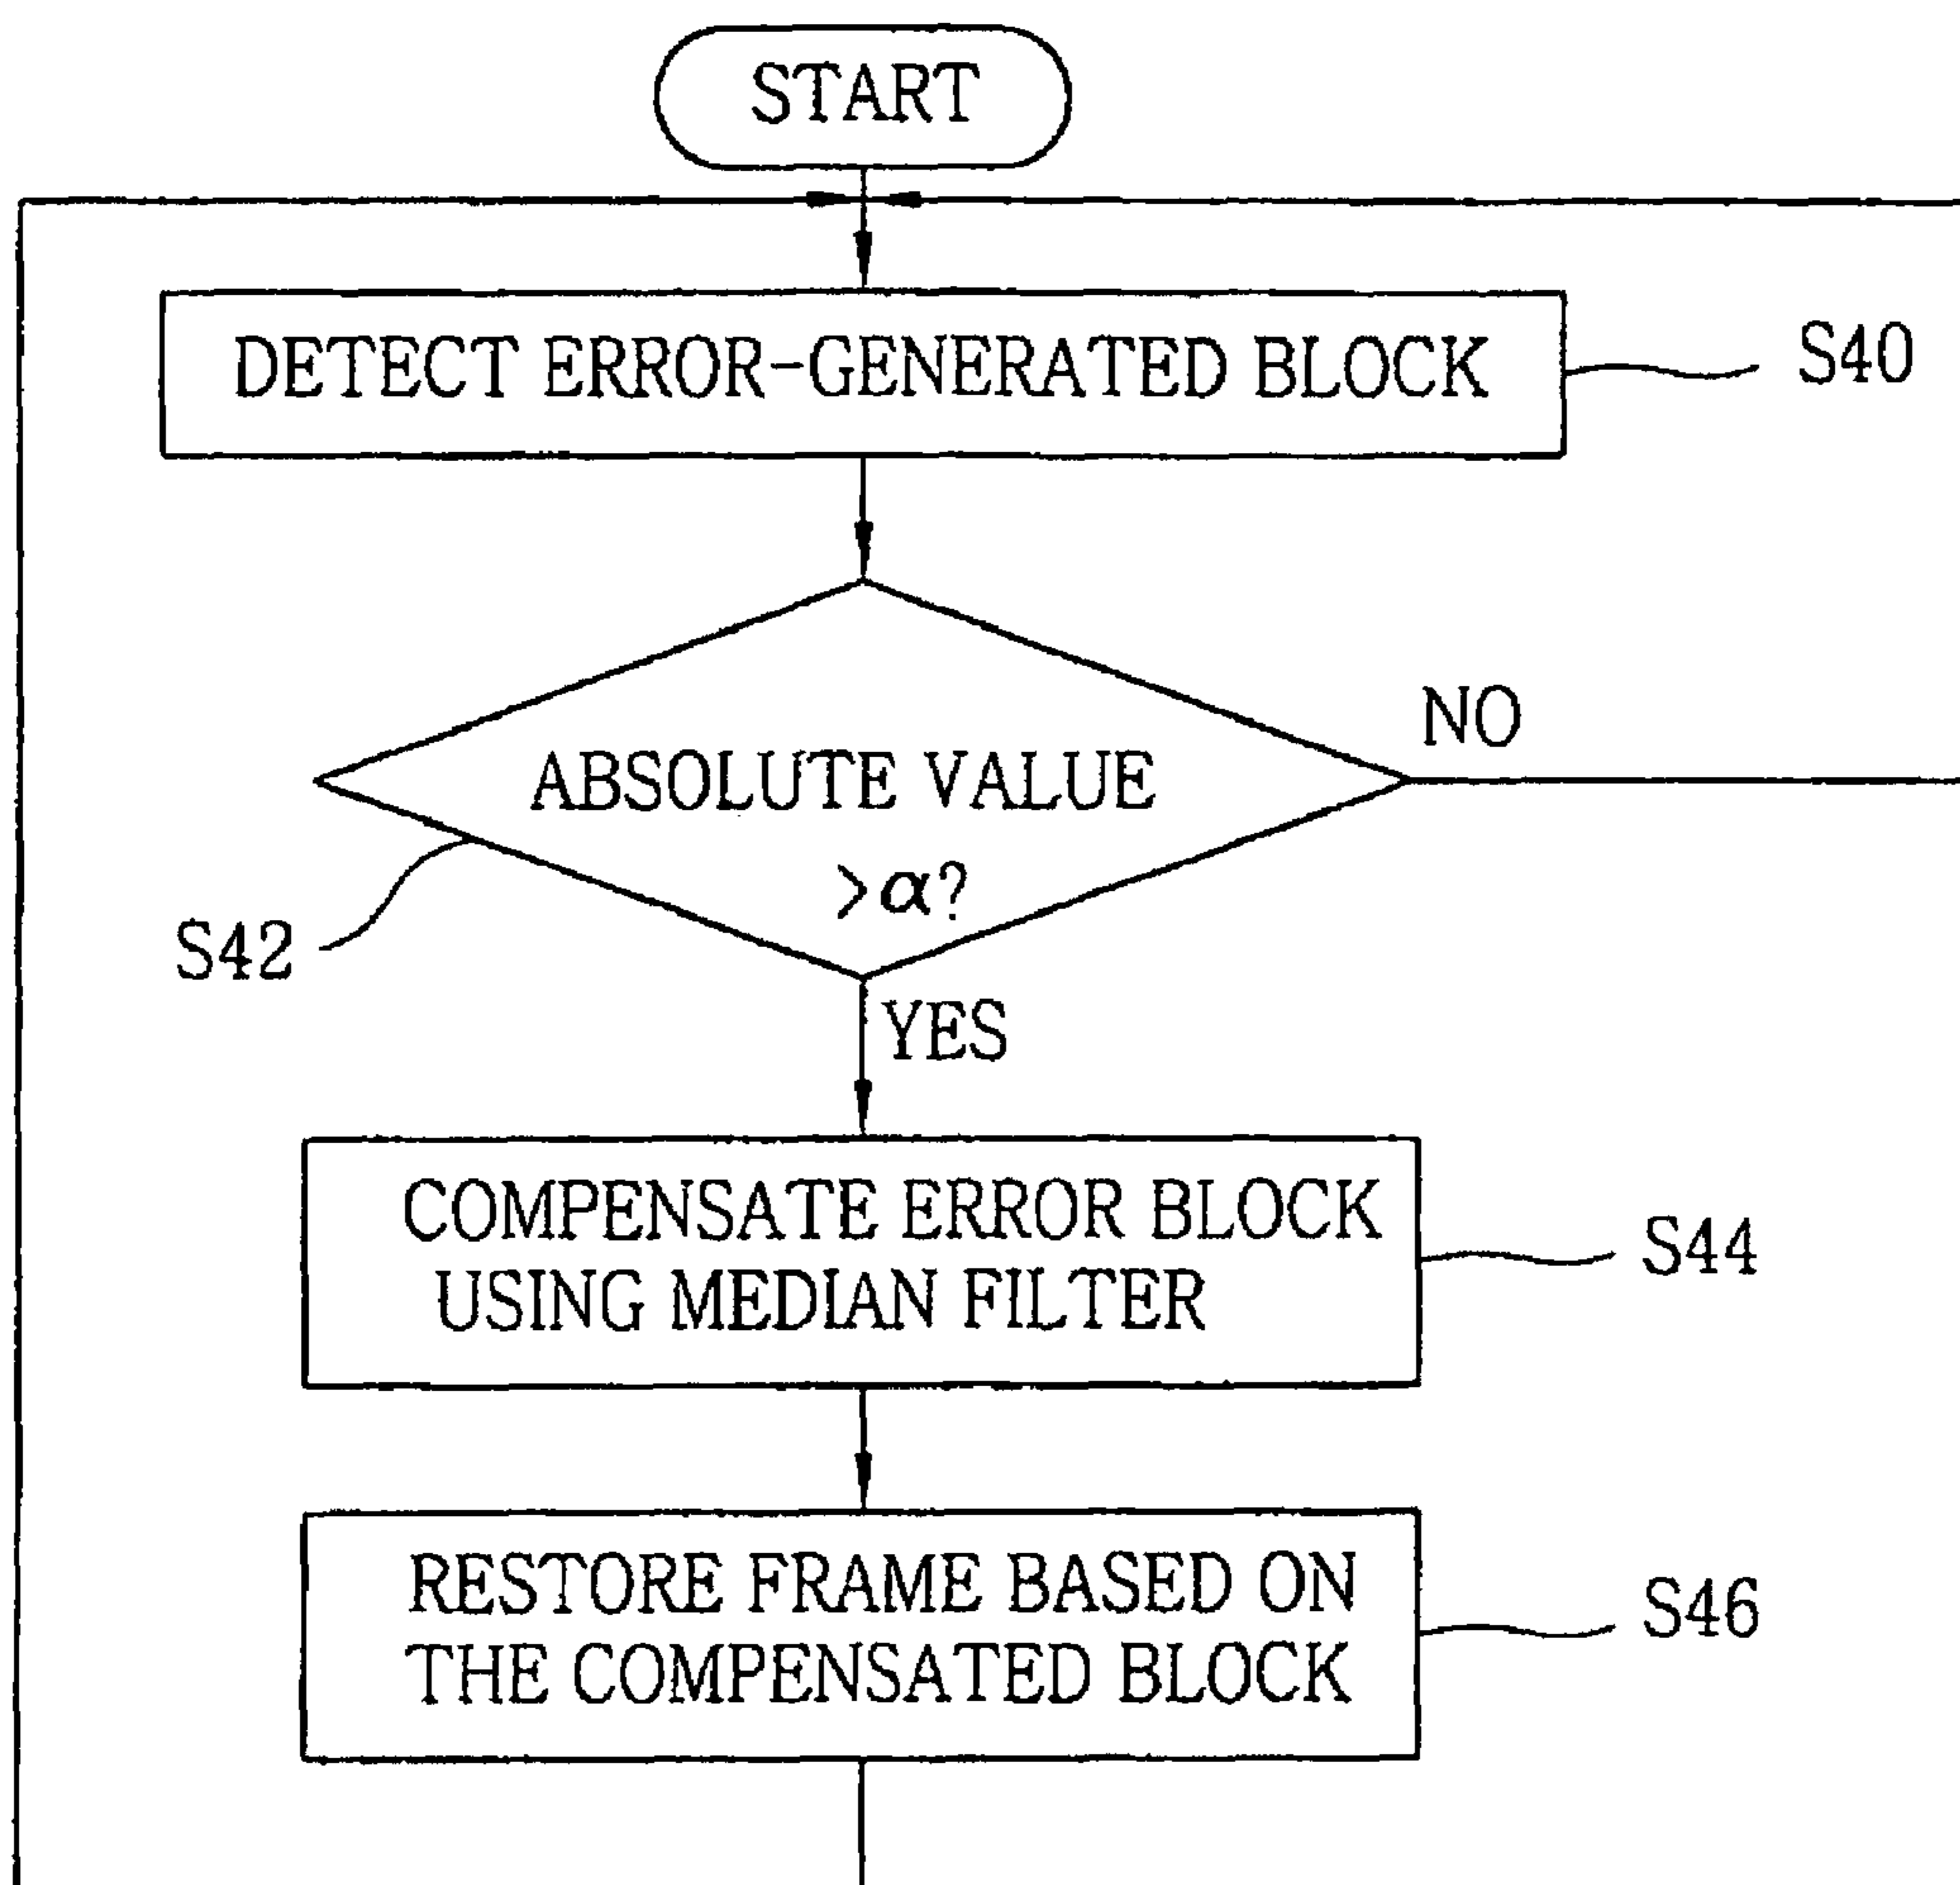 START
DETECT ERROR-GENERATED BLOCK
S40
NO
ABSOLUTE VALUE
>α?
S42
YES
COMPENSATE ERROR BLOCK
USING MEDIAN FILTER
S44
RESTORE FRAME BASED ON
THE COMPENSATED BLOCK
S46